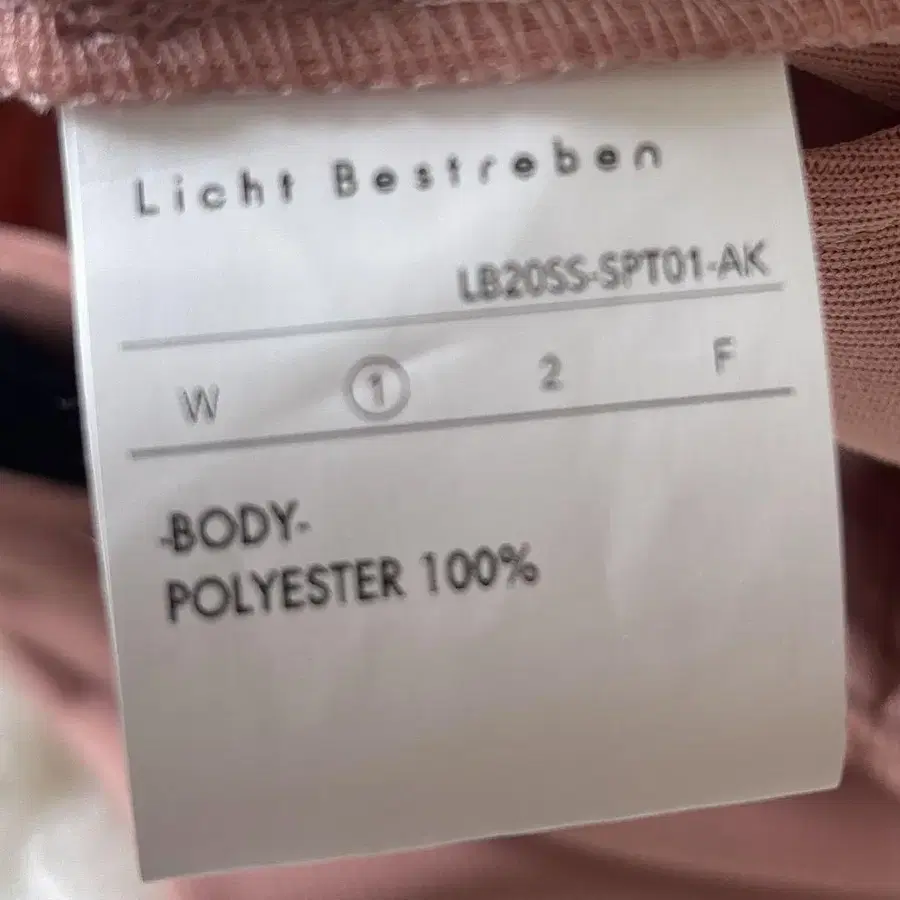 Licht Bestreben
LB20SS-SPT01-AK
W ① 2 F
-BODY-
POLYESTER 100%